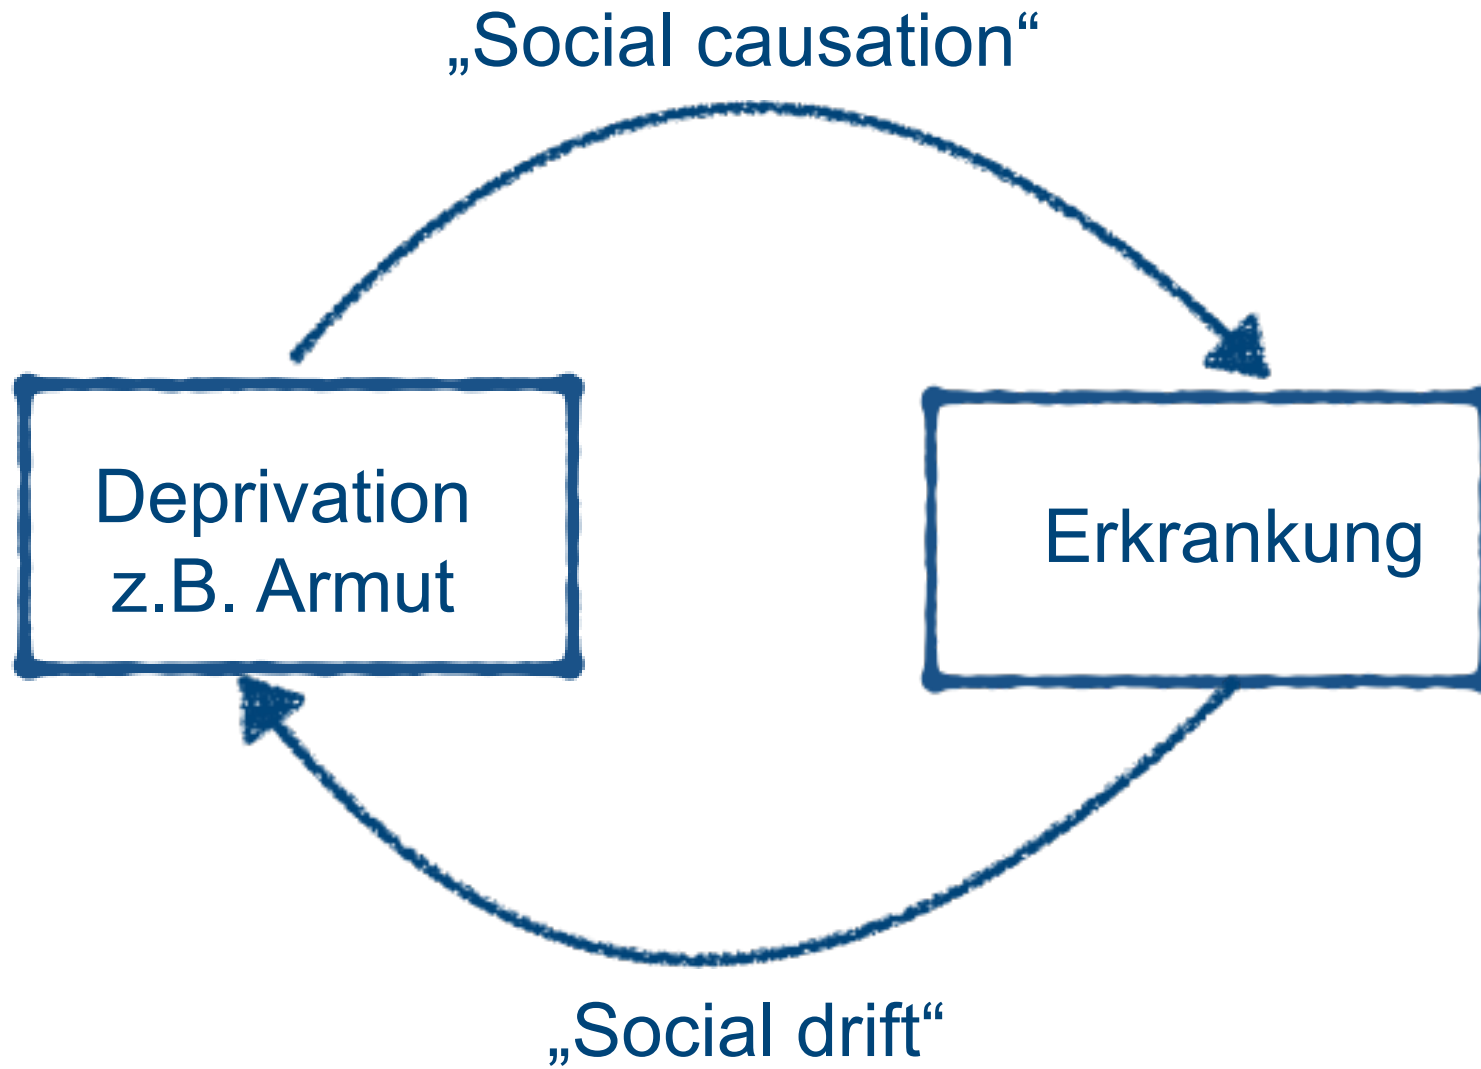 „Social causation“
Deprivation
z.B. Armut
Erkrankung
„Social drift“